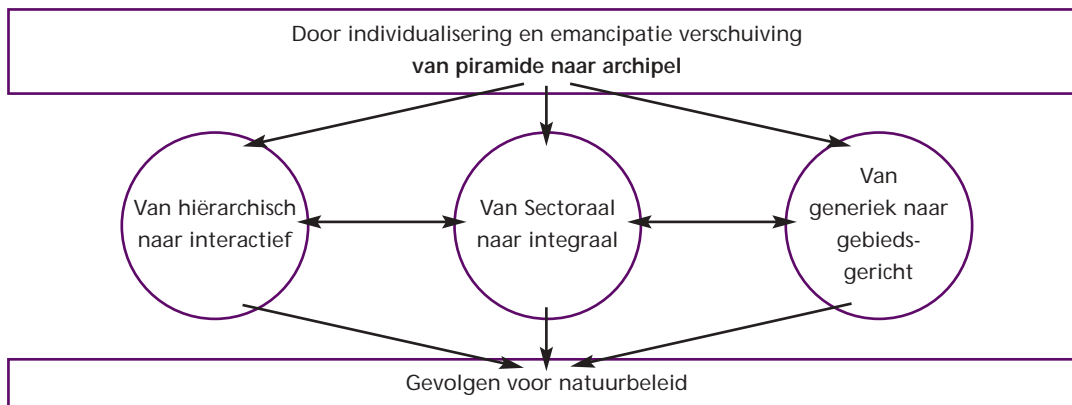 Door individualisering en emancipatie verschuiving
van piramide naar archipel
Van hiërarchisch
naar interactief
Van Sectoraal
naar integraal
Van
generiek naar
gebieds-
gericht
Gevolgen voor natuurbeleid